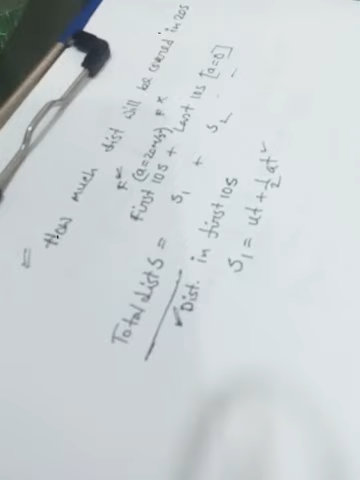 = How much dist will be covered in 20s
[a=20m/s²] [a=0]
Total dist S = First 10s + Last 10s
S₁ + S₂
✓ Dist. in first 10s
S₁ = ut + ½at²